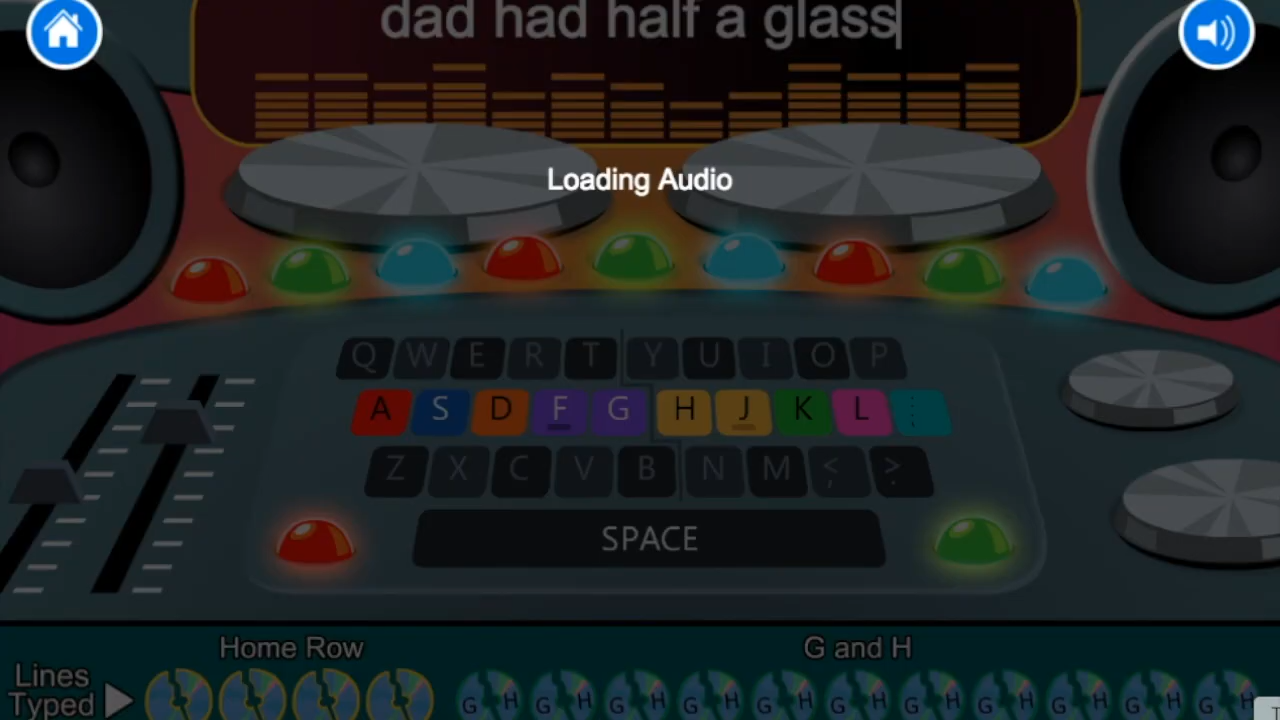 dad had half a glass
Loading Audio
Q W E R T Y U I O P
A S D F G H J K L : ;
Z X C V B N M < , > .
SPACE
Home Row
G and H
Lines
Typed
G H G H G H G H G H G H G H G H G H G H G H